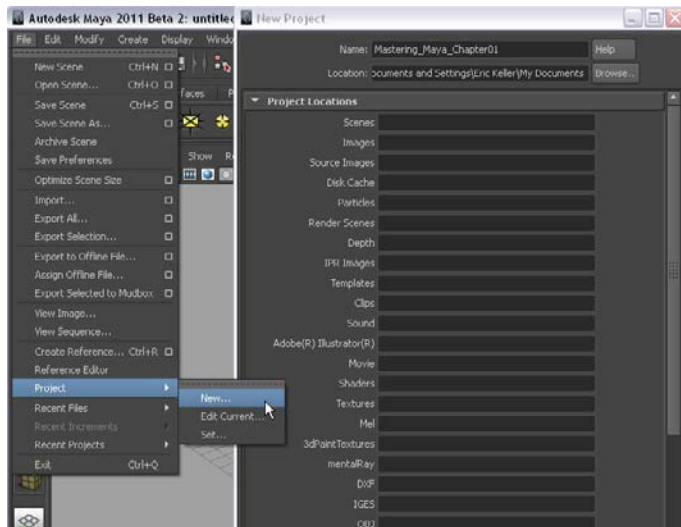 Autodesk Maya 2011 Beta 2: untitled
File Edit Modify Create Display Windo
New Scene Ctrl+N
Open Scene... Ctrl+O
Save Scene Ctrl+S
Save Scene As...
Archive Scene
Save Preferences
Optimize Scene Size
Import...
Export All...
Export Selection...
Export to Offline File...
Assign Offline File...
Export Selected to Mudbox
View Image...
View Sequence...
Create Reference... Ctrl+R
Reference Editor
Project
Recent Files
Recent Increments
Recent Projects
Exit Ctrl+Q
New...
Edit Current...
Set...
faces P
Show Re
New Project
Name: Mastering_Maya_Chapter01 Help
Location: ocuments and Settings\Eric Keller\My Documents Browse...
Project Locations
Scenes
Images
Source Images
Disk Cache
Particles
Render Scenes
Depth
IPR Images
Templates
Clips
Sound
Adobe(R) Illustrator(R)
Movie
Shaders
Textures
Mel
3dPaintTextures
mentalRay
DXF
IGES
OBJ